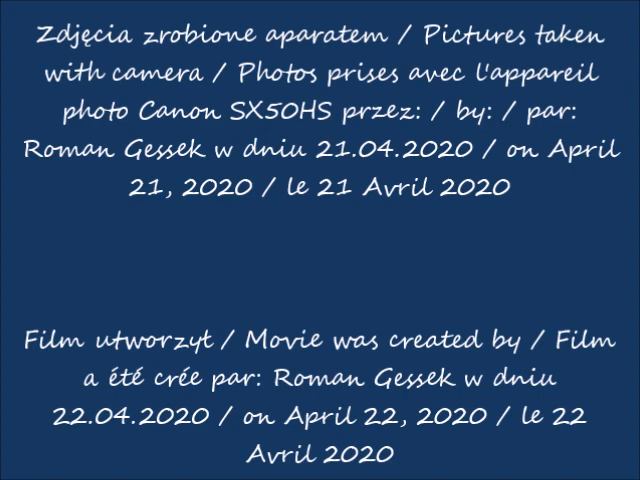 Zdjęcia zrobione aparatem / Pictures taken
with camera / Photos prises avec l'appareil
photo Canon SX50HS przez: / by: / par:
Roman Gessek w dniu 21.04.2020 / on April
21, 2020 / le 21 Avril 2020
Film utworzył / Movie was created by / Film
a été crée par: Roman Gessek w dniu
22.04.2020 / on April 22, 2020 / le 22
Avril 2020